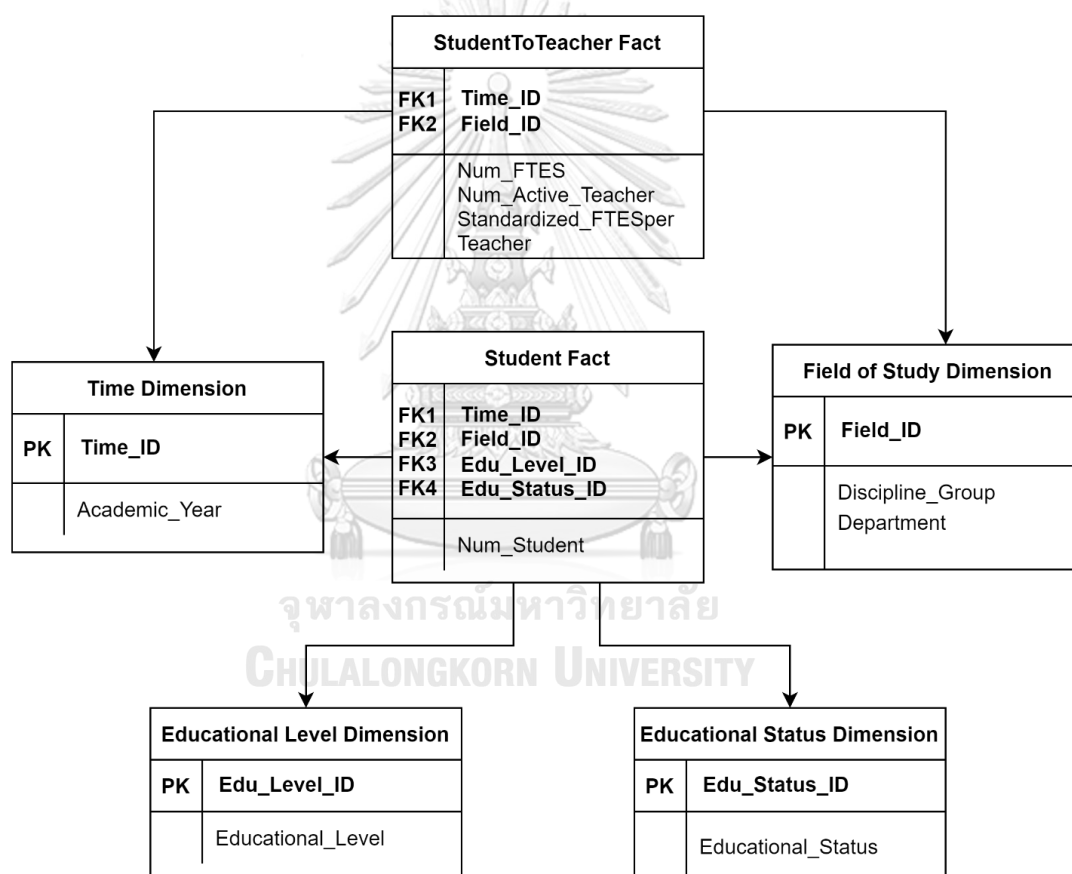 StudentToTeacher Fact
FK1 Time_ID
FK2 Field_ID
Num_FTES
Num_Active_Teacher
Standardized_FTESper
Teacher
Time Dimension
PK Time_ID
Academic_Year
Student Fact
FK1 Time_ID
FK2 Field_ID
FK3 Edu_Level_ID
FK4 Edu_Status_ID
Num_Student
Field of Study Dimension
PK Field_ID
Discipline_Group
Department
จุฬาลงกรณ์มหาวิทยาลัย
CHULALONGKORN UNIVERSITY
Educational Level Dimension
PK Edu_Level_ID
Educational_Level
Educational Status Dimension
PK Edu_Status_ID
Educational_Status